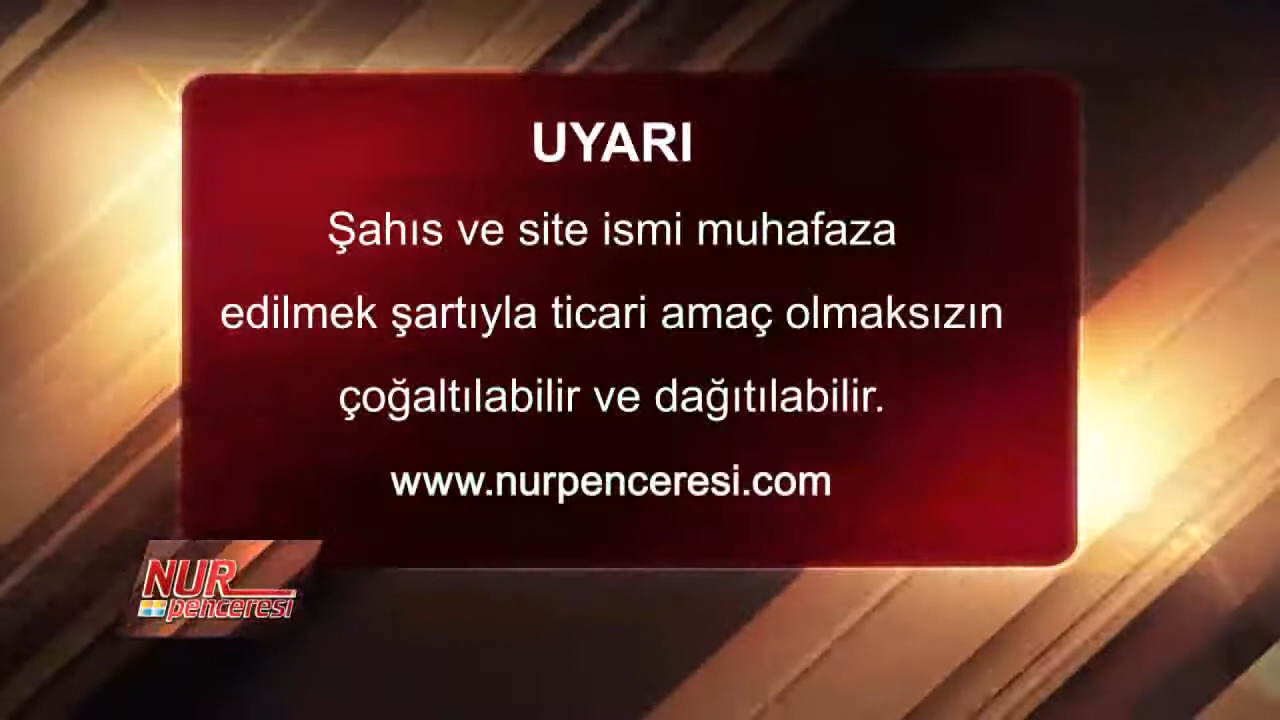 UYARI
Şahıs ve site ismi muhafaza
edilmek şartıyla ticari amaç olmaksızın
çoğaltılabilir ve dağıtılabilir.
www.nurpenceresi.com
NUR
penceresi